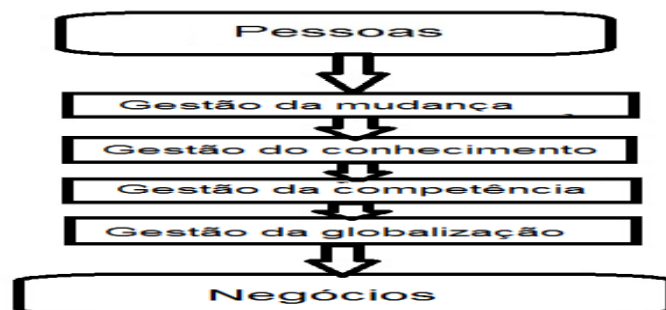 Pessoas
Gestão da mudança
Gestão do conhecimento
Gestão da competência
Gestão da globalização
Negócios